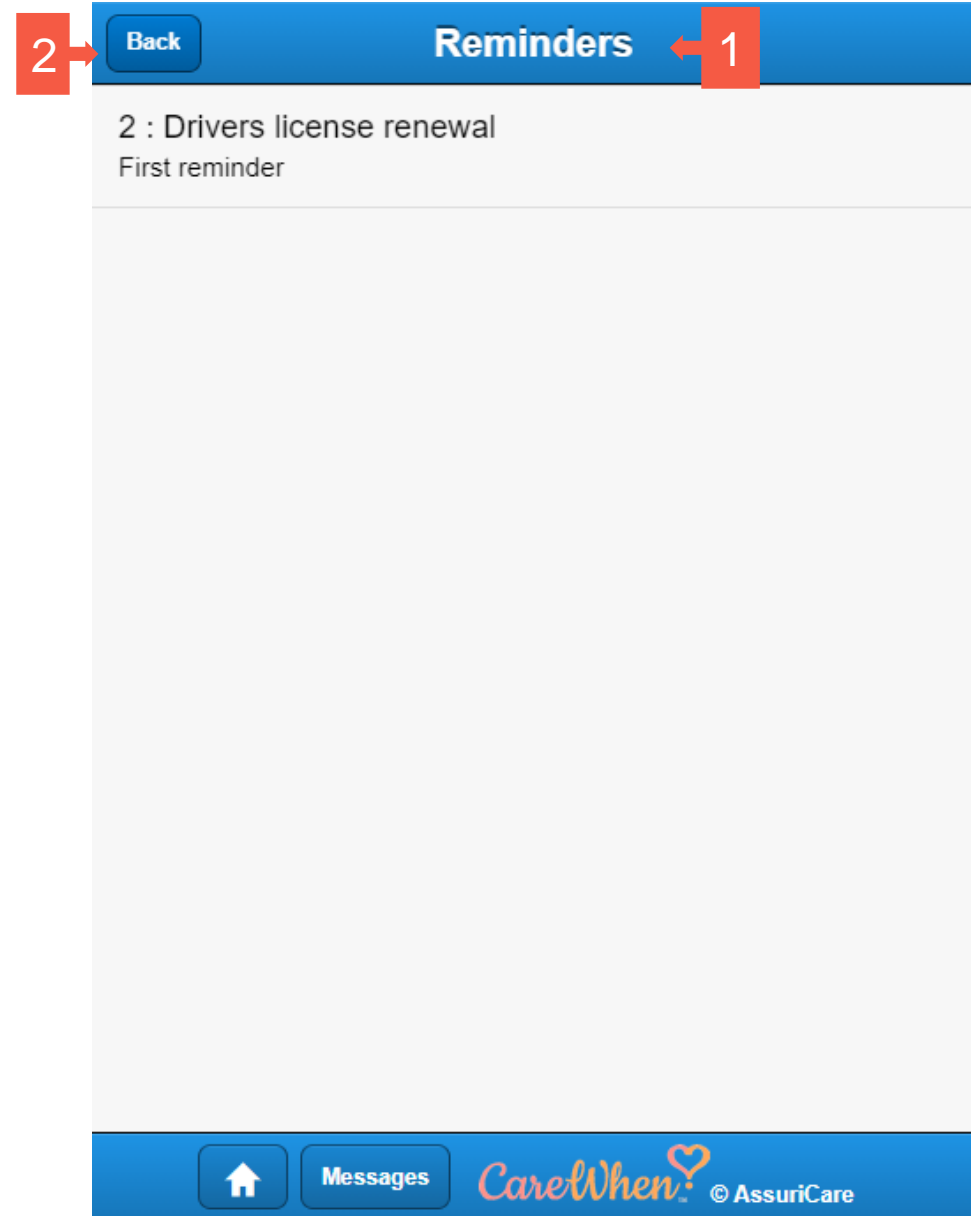 2 Back Reminders 1
2 : Drivers license renewal
First reminder
Messages CareWhen? © AssuriCare